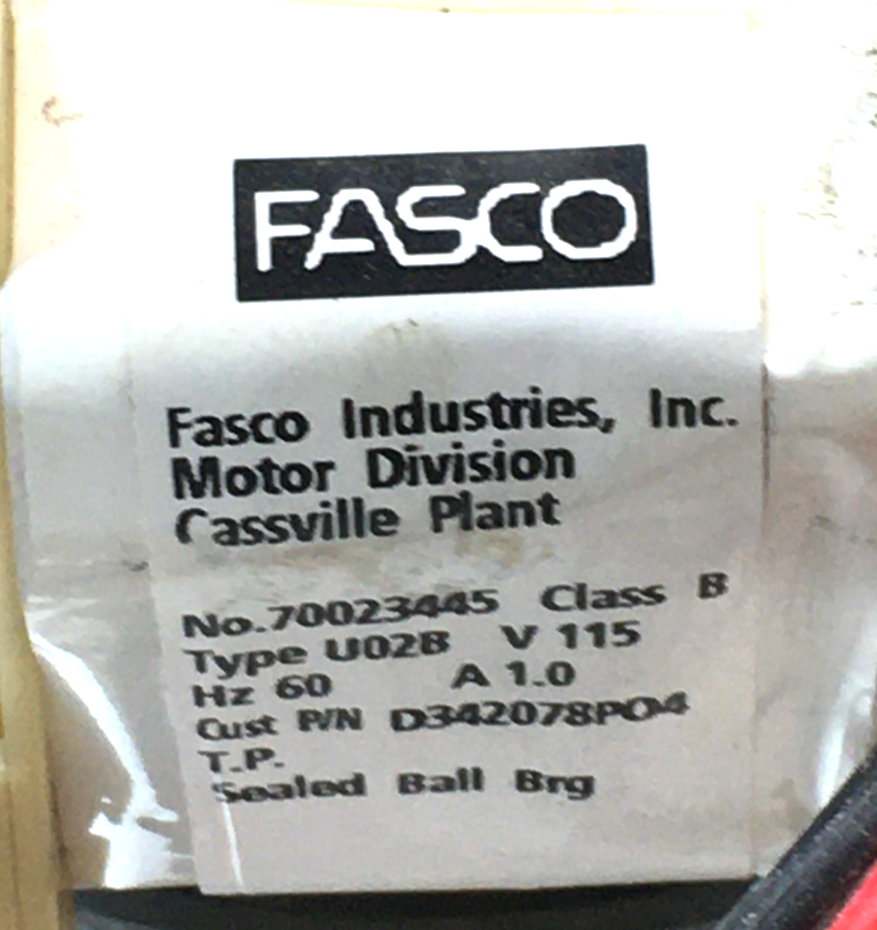 FASCO
Fasco Industries, Inc.
Motor Division
Cassville Plant
No.70023445 Class B
Type U02B V 115
Hz 60 A 1.0
Cust P/N D342078P04
T.P.
Sealed Ball Brg